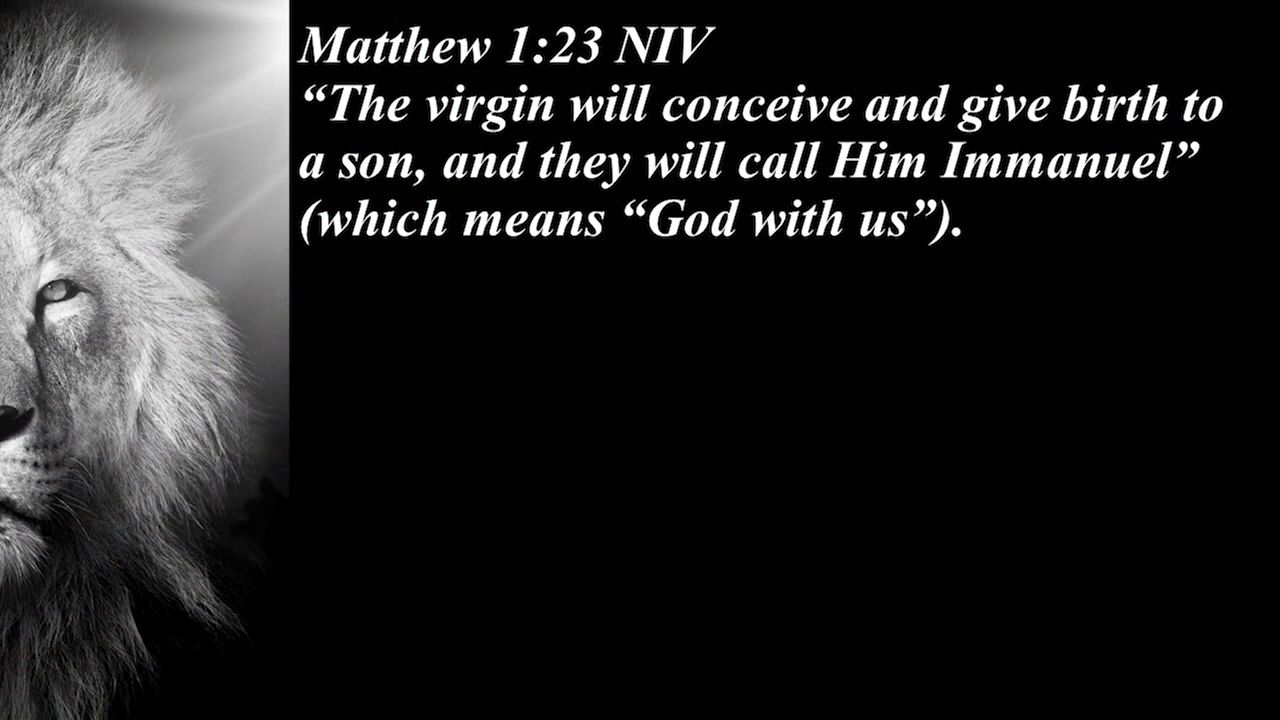 Matthew 1:23 NIV
“The virgin will conceive and give birth to
a son, and they will call Him Immanuel”
(which means “God with us”).